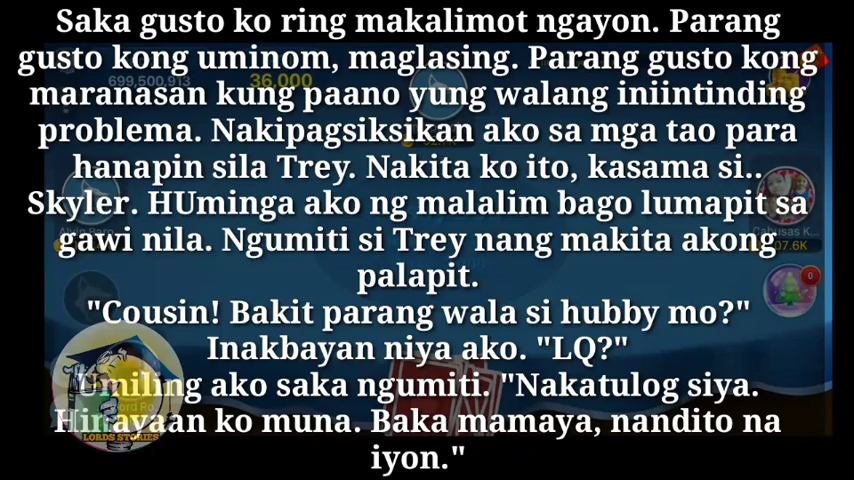 Saka gusto ko ring makalimot ngayon. Parang
gusto kong uminom, maglasing. Parang gusto kong
699,500,913
36,000
maranasan kung paano yung walang iniintinding
problema. Nakipagsiksikan ako sa mga tao para
hanapin sila Trey. Nakita ko ito, kasama si..
Skyler. HUminga ako ng malalim bago lumapit sa
gawi nila. Ngumiti si Trey nang makita akong
Cabusas K...
07.6K
palapit.
0
"Cousin! Bakit parang wala si hubby mo?"
Inakbayan niya ako. "LQ?"
Umiling ako saka ngumiti. "Nakatulog siya.
Hinayaan ko muna. Baka mamaya, nandito na
LORDS STORIES
iyon."